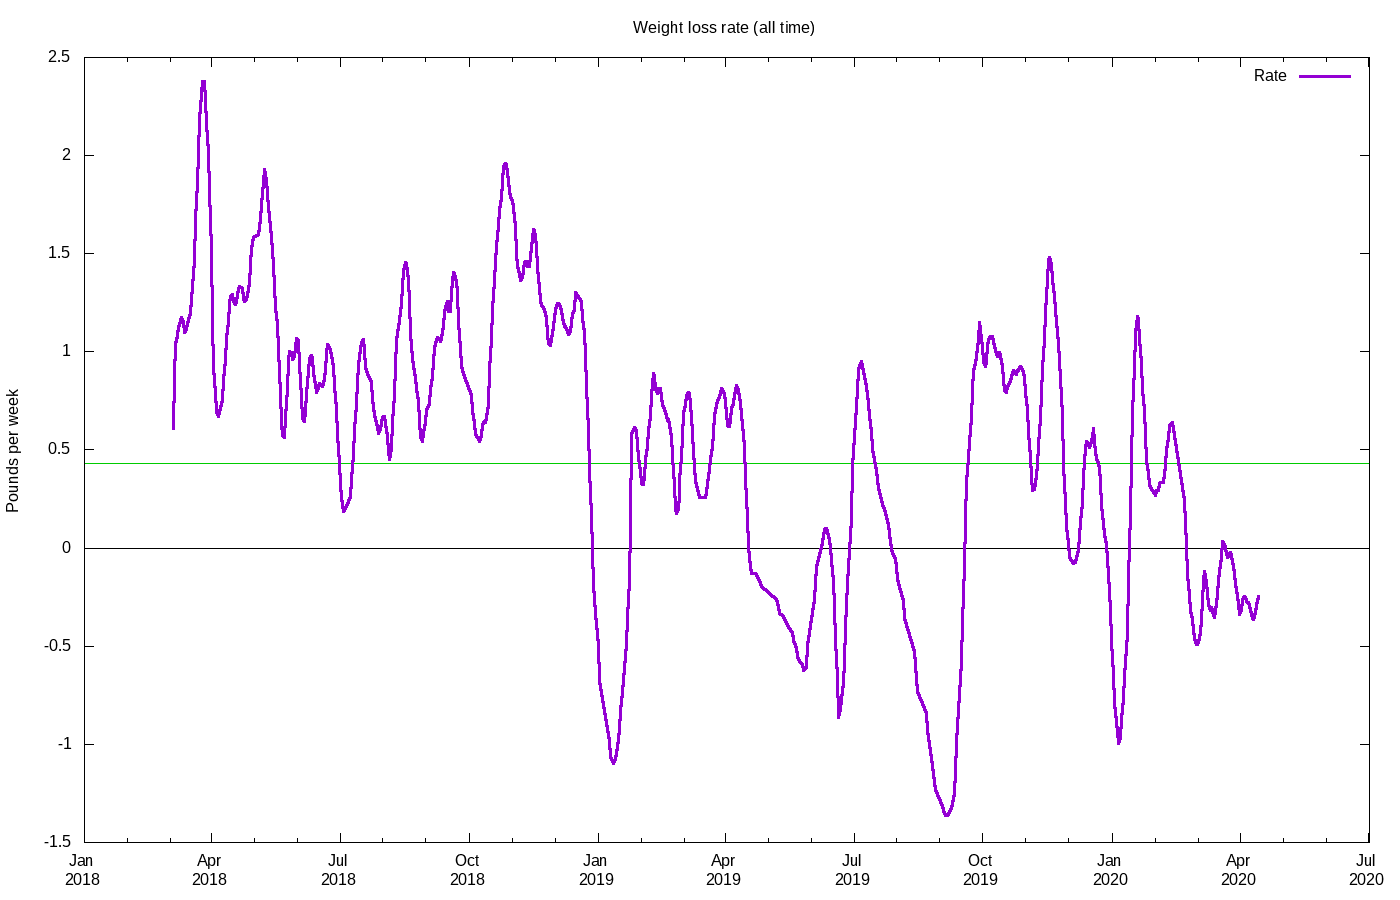 Weight loss rate (all time)
Rate
Pounds per week
2.5
2
1.5
1
0.5
0
-0.5
-1
-1.5
Jan Apr Jul Oct Jan Apr Jul Oct Jan Apr Jul
2018 2018 2018 2018 2019 2019 2019 2019 2020 2020 2020